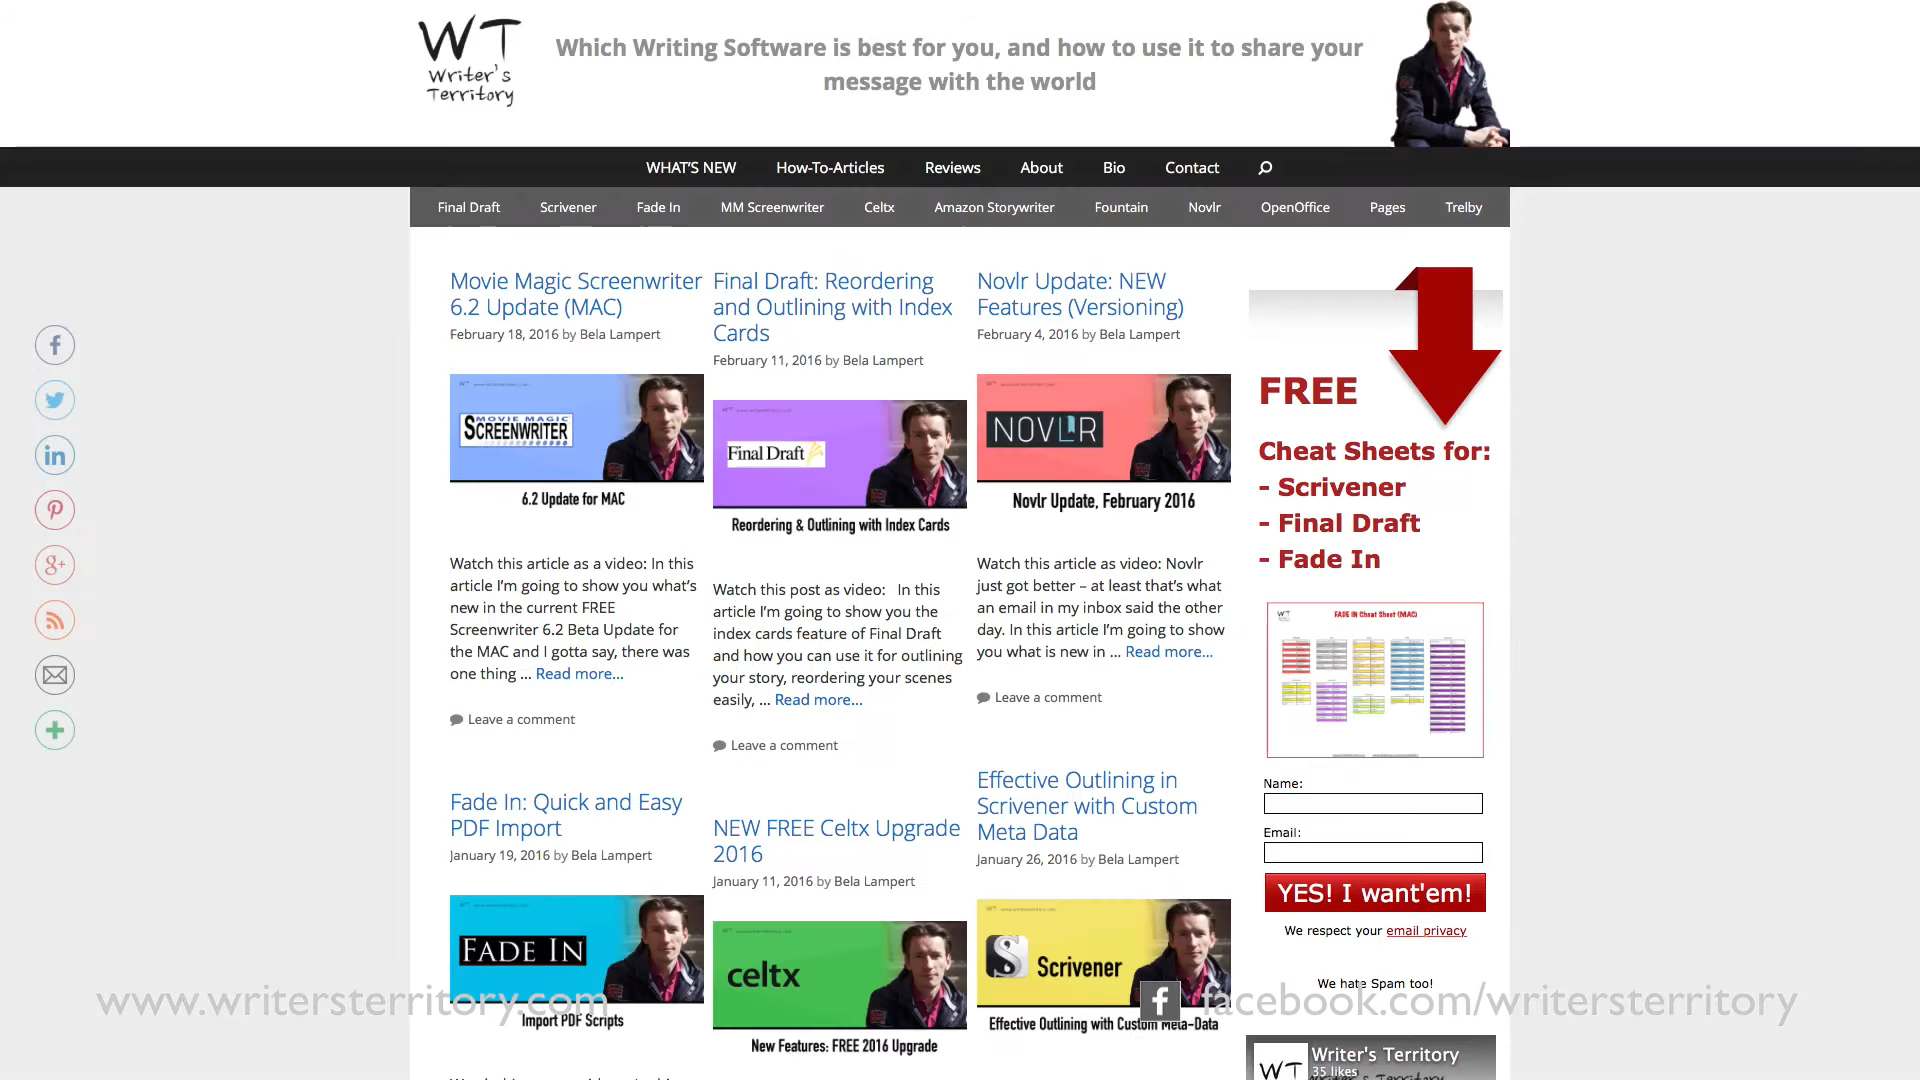 WT
Writer's
Territory
Which Writing Software is best for you, and how to use it to share your
message with the world
WHAT'S NEW How-To-Articles Reviews About Bio Contact
Final Draft Scrivener Fade In MM Screenwriter Celtx Amazon Storywriter Fountain Novlr OpenOffice Pages Trelby
Movie Magic Screenwriter
6.2 Update (MAC)
February 18, 2016 by Bela Lampert
MOVIE MAGIC
SCREENWRITER
6.2 Update for MAC
Watch this article as a video: In this
article I'm going to show you what's
new in the current FREE
Screenwriter 6.2 Beta Update for
the MAC and I gotta say, there was
one thing ... Read more...
Leave a comment
Final Draft: Reordering
and Outlining with Index
Cards
February 11, 2016 by Bela Lampert
Final Draft
Reordering & Outlining with Index Cards
Watch this post as video: In this
article I'm going to show you the
index cards feature of Final Draft
and how you can use it for outlining
your story, reordering your scenes
easily, ... Read more...
Leave a comment
Novlr Update: NEW
Features (Versioning)
February 4, 2016 by Bela Lampert
NOVLR
Novlr Update, February 2016
Watch this article as video: Novlr
just got better – at least that's what
an email in my inbox said the other
day. In this article I'm going to show
you what is new in ... Read more...
Leave a comment
Fade In: Quick and Easy
PDF Import
January 19, 2016 by Bela Lampert
FADE IN
Import PDF Scripts
NEW FREE Celtx Upgrade
2016
January 11, 2016 by Bela Lampert
celtx
New Features: FREE 2016 Upgrade
Effective Outlining in
Scrivener with Custom
Meta Data
January 26, 2016 by Bela Lampert
S Scrivener
Effective Outlining with Custom Meta-Data
FREE
Cheat Sheets for:
- Scrivener
- Final Draft
- Fade In
FADE IN Cheat Sheet (MAC)
Name:
Email:
YES! I want'em!
We respect your email privacy
We hate Spam too!
WT
Writer's Territory
35 likes
www.writersterritory.com
facebook.com/writersterritory